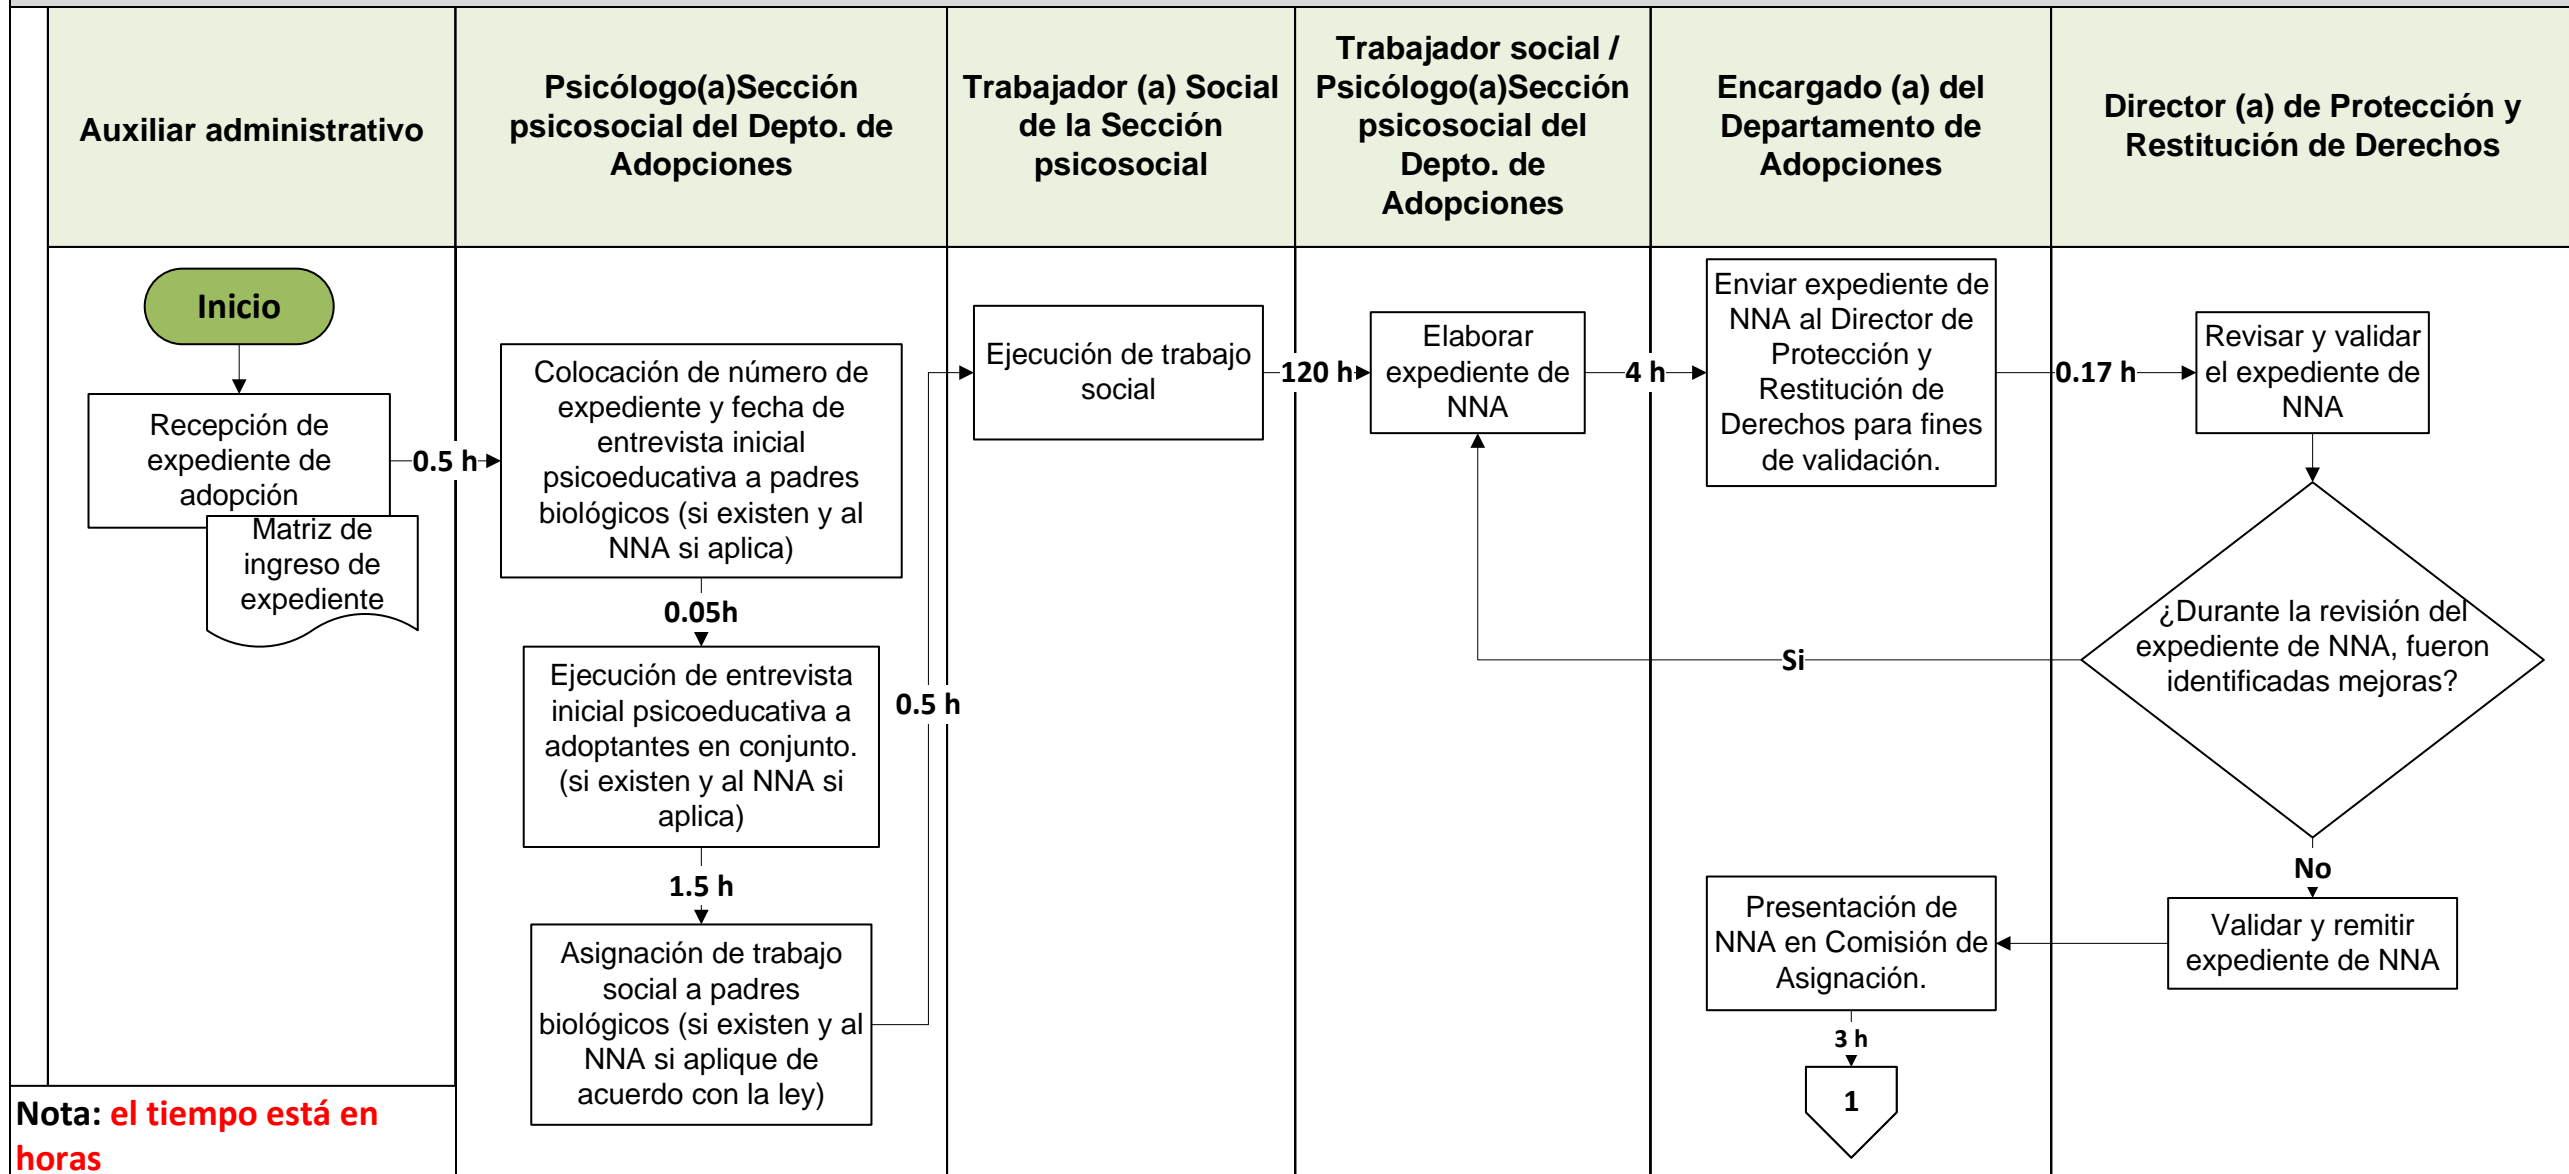 Auxiliar administrativo
Psicólogo(a)Sección
psicosocial del Depto. de
Adopciones
Trabajador (a) Social
de la Sección
psicosocial
Trabajador social /
Psicólogo(a)Sección
psicosocial del
Depto. de
Adopciones
Encargado (a) del
Departamento de
Adopciones
Director (a) de Protección y
Restitución de Derechos
Inicio
Recepción de
expediente de
adopción
Matriz de
ingreso de
expediente
0.5 h
Colocación de número de
expediente y fecha de
entrevista inicial
psicoeducativa a padres
biológicos (si existen y al
NNA si aplica)
0.05h
Ejecución de entrevista
inicial psicoeducativa a
adoptantes en conjunto.
(si existen y al NNA si
aplica)
1.5 h
Asignación de trabajo
social a padres
biológicos (si existen y al
NNA si aplique de
acuerdo con la ley)
0.5 h
Ejecución de trabajo
social
120 h
Elaborar
expediente de
NNA
4 h
Enviar expediente de
NNA al Director de
Protección y
Restitución de
Derechos para fines
de validación.
0.17 h
Revisar y validar
el expediente de
NNA
¿Durante la revisión del
expediente de NNA, fueron
identificadas mejoras?
Si
No
Validar y remitir
expediente de NNA
Presentación de
NNA en Comisión de
Asignación.
3 h
1
Nota: el tiempo está en
horas